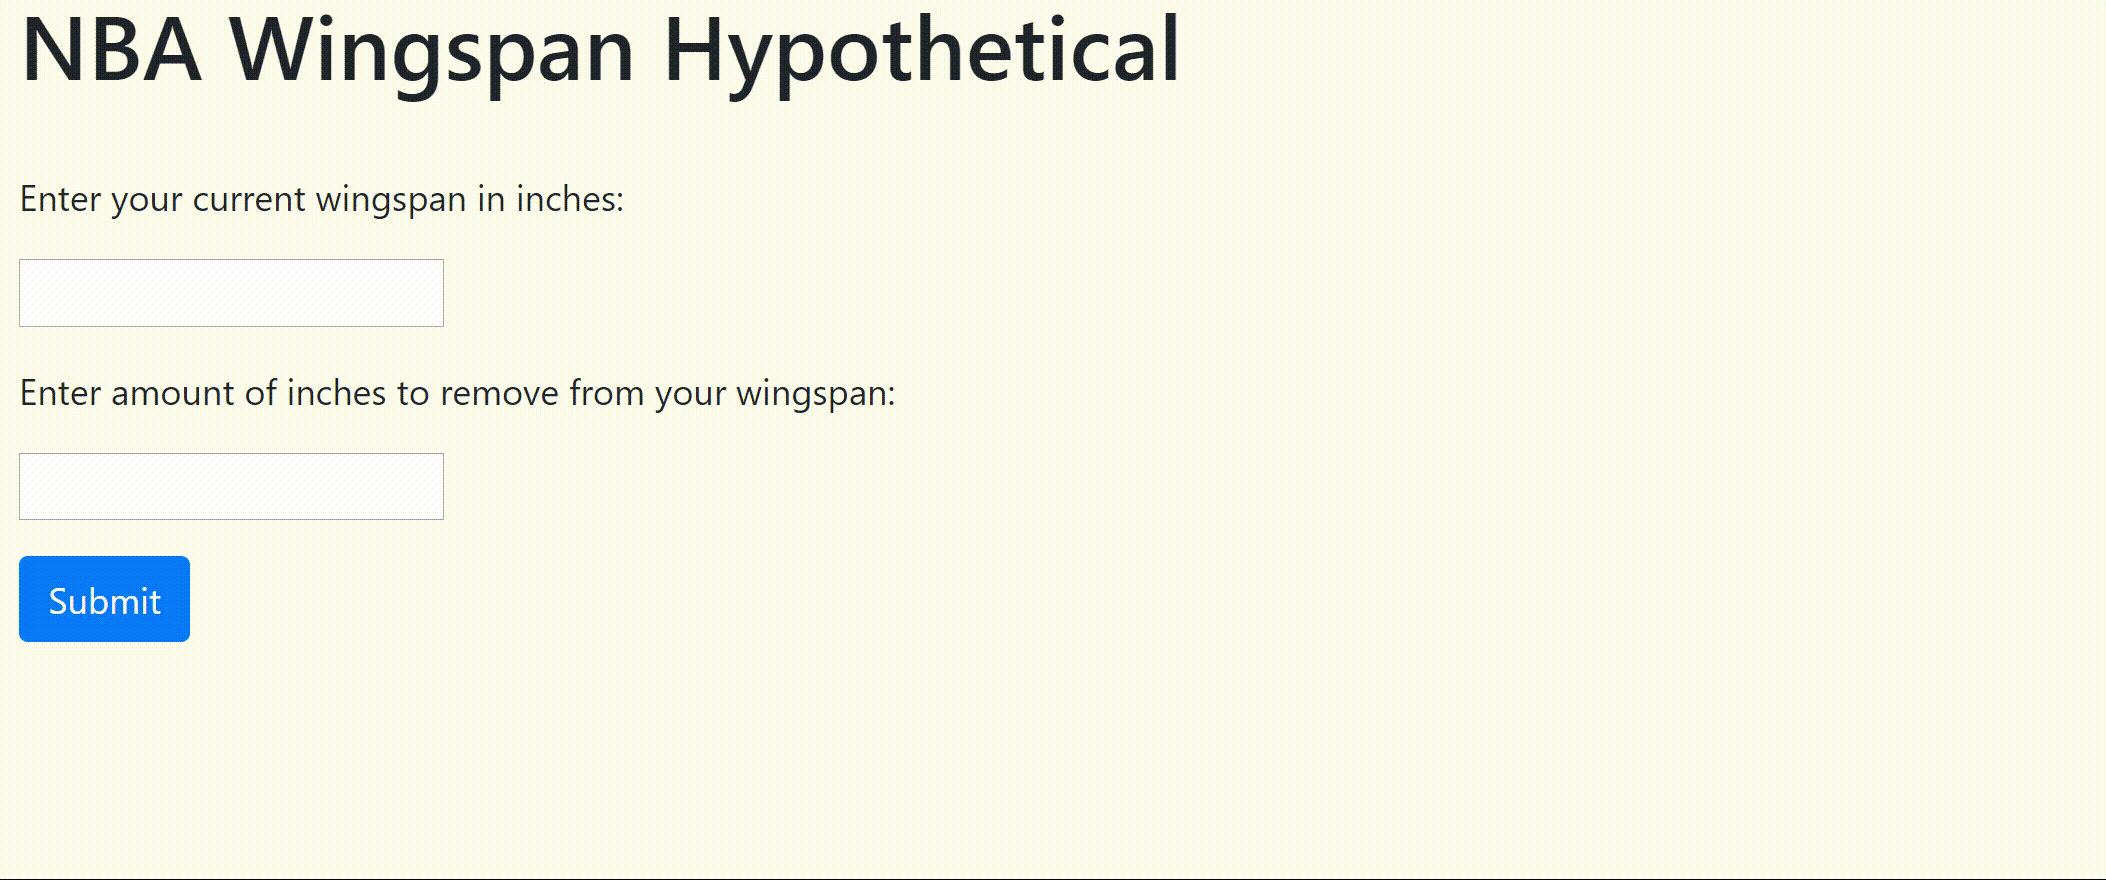 NBA Wingspan Hypothetical
Enter your current wingspan in inches:
Enter amount of inches to remove from your wingspan:
Submit